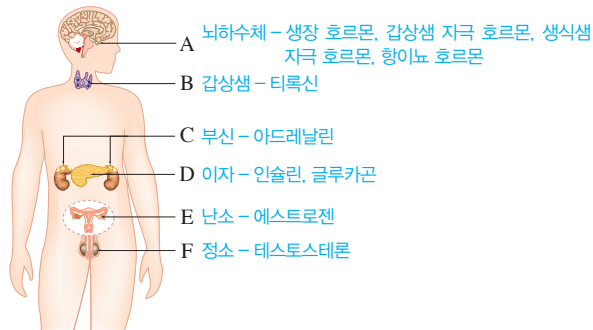 A 뇌하수체 – 생장 호르몬, 갑상샘 자극 호르몬, 생식샘
자극 호르몬, 항이뇨 호르몬
B 갑상샘 – 티록신
C 부신 – 아드레날린
D 이자 – 인슐린, 글루카곤
E 난소 – 에스트로젠
F 정소 – 테스토스테론